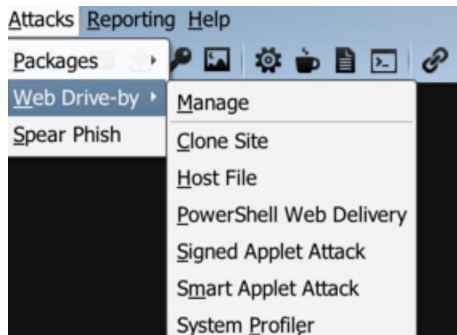 Attacks Reporting Help
Packages
Web Drive-by
Spear Phish
Manage
Clone Site
Host File
PowerShell Web Delivery
Signed Applet Attack
Smart Applet Attack
System Profiler